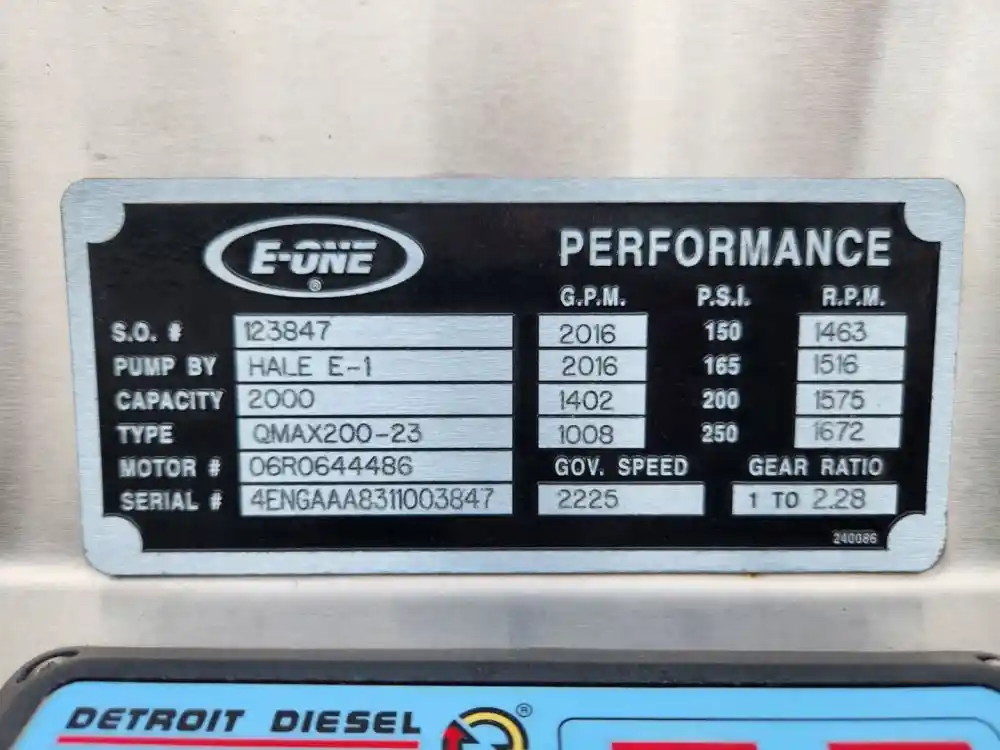 E-ONE
®
PERFORMANCE
G.P.M. P.S.I. R.P.M.
S.O. # 123847 2016 150 1463
PUMP BY HALE E-1 2016 165 1516
CAPACITY 2000 1402 200 1575
TYPE QMAX200-23 1008 250 1672
MOTOR # 06R0644486 GOV. SPEED GEAR RATIO
SERIAL # 4ENGAAA8311003847 2225 1 TO 2.28
240086
DETROIT DIESEL ®